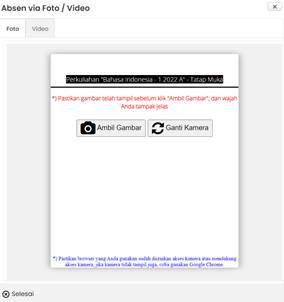 Absen via Foto / Video
Foto
Video
Perkuliahan "Bahasa Indonesia - 1 2022 A" - Tatap Muka
*) Pastikan gambar telah tampil sebelum klik "Ambil Gambar", dan wajah
Anda tampak jelas
Ambil Gambar
Ganti Kamera
*) Pastikan browser yang Anda gunakan sudah diizinkan akses kamera atau mendukung
akses kamera, jika kamera tidak tampil juga, coba gunakan Google Chrome
Selesai